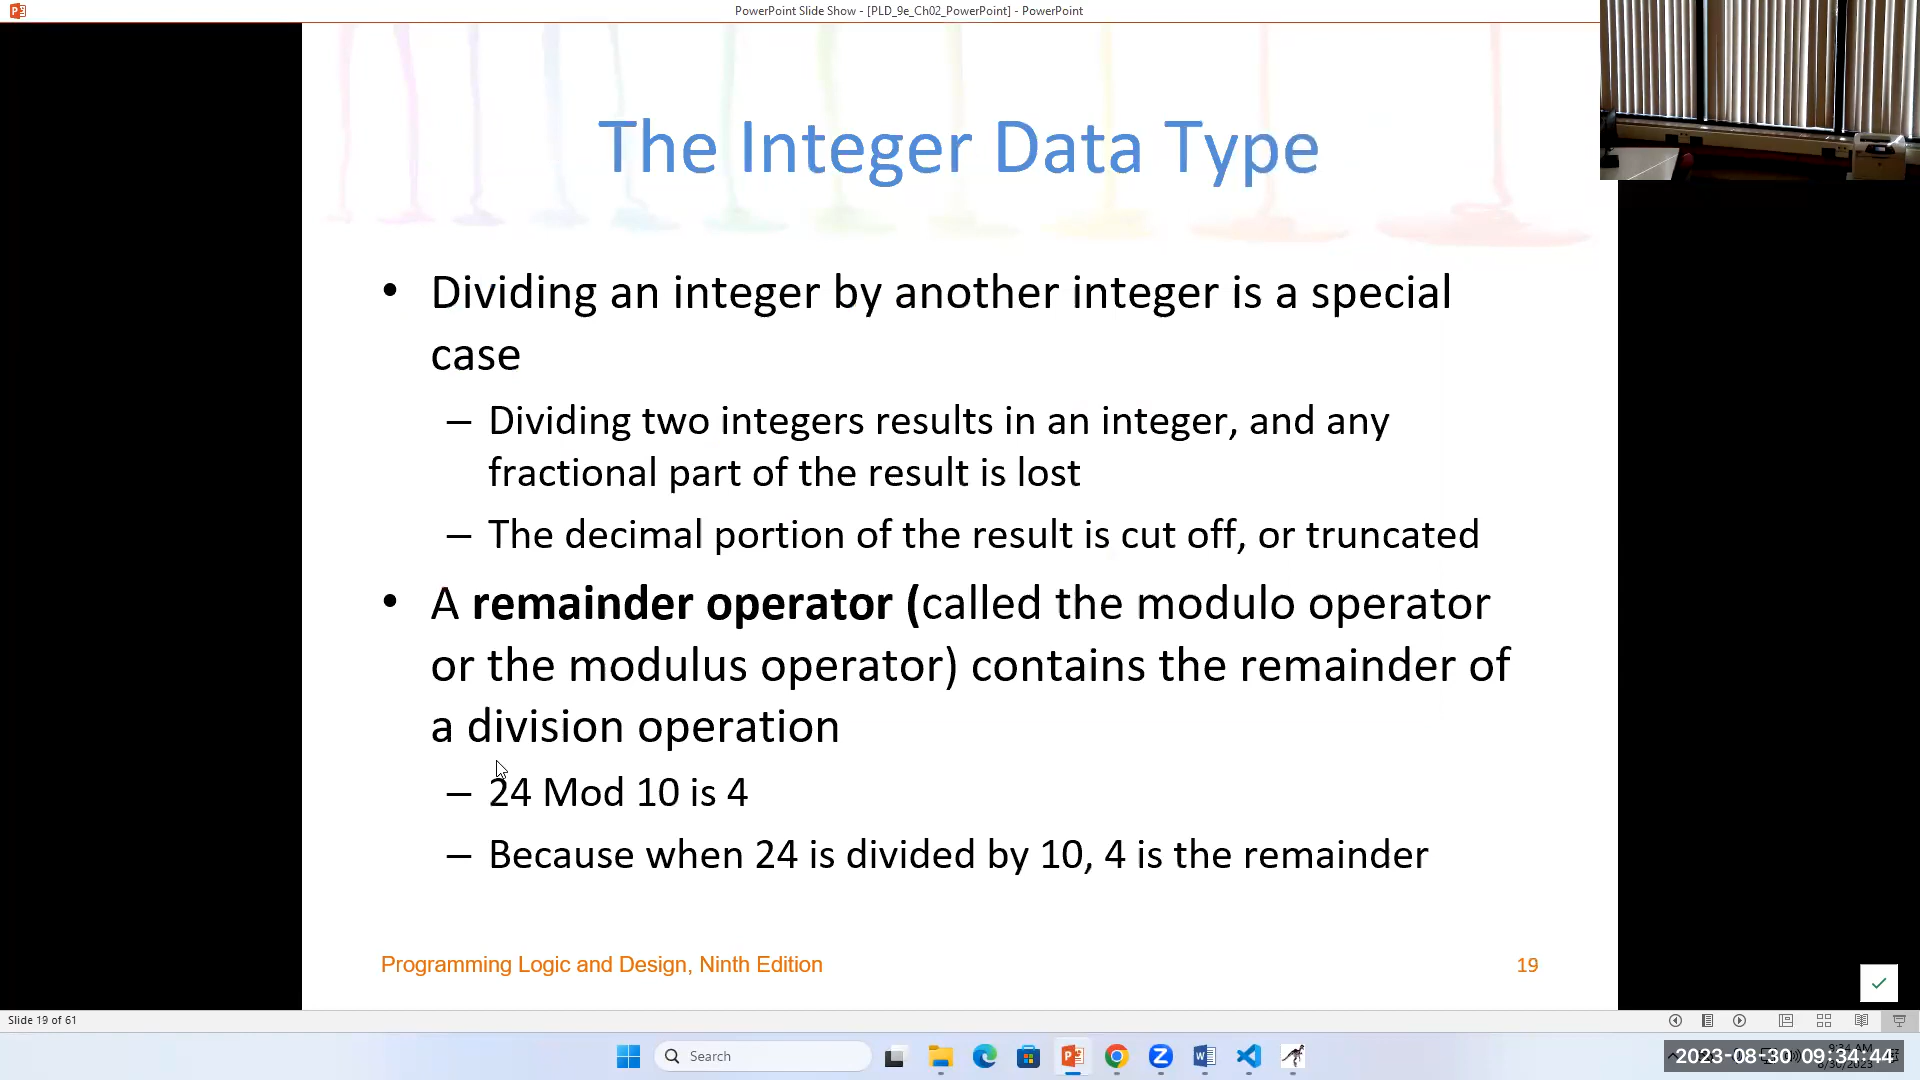 PowerPoint Slide Show - [PLD_9e_Ch02_PowerPoint] - PowerPoint
The Integer Data Type
• Dividing an integer by another integer is a special
case
– Dividing two integers results in an integer, and any
fractional part of the result is lost
– The decimal portion of the result is cut off, or truncated
• A remainder operator (called the modulo operator
or the modulus operator) contains the remainder of
a division operation
– 24 Mod 10 is 4
– Because when 24 is divided by 10, 4 is the remainder
Programming Logic and Design, Ninth Edition
19
Slide 19 of 61
Search
2023-08-30 09:34:44